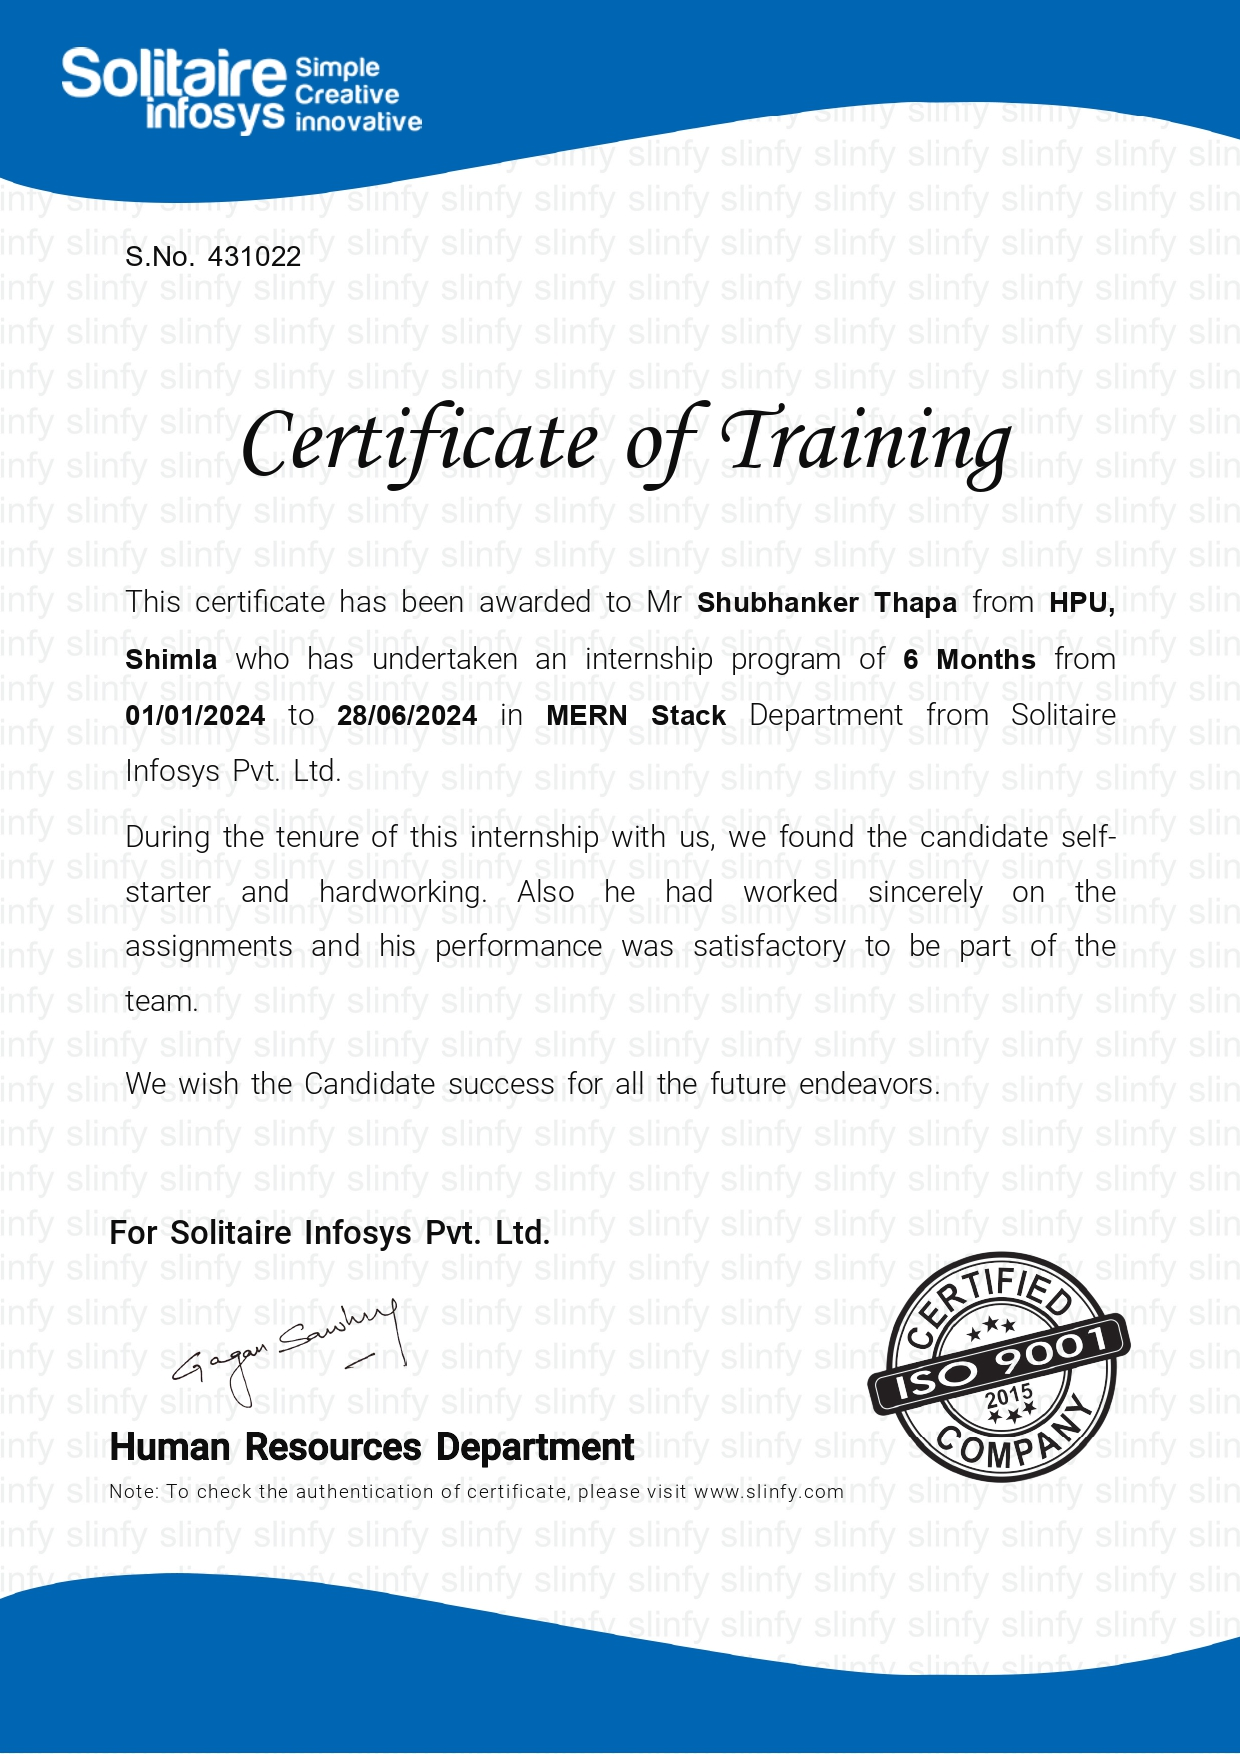 Solitaire
infosys
Simple
Creative
innovative
S.No. 431022
Certificate of Training
This certificate has been awarded to Mr Shubhanker Thapa from HPU,
Shimla who has undertaken an internship program of 6 Months from
01/01/2024 to 28/06/2024 in MERN Stack Department from Solitaire
Infosys Pvt. Ltd.
During the tenure of this internship with us, we found the candidate self-
starter and hardworking. Also he had worked sincerely on the
assignments and his performance was satisfactory to be part of the
team.
We wish the Candidate success for all the future endeavors.
For Solitaire Infosys Pvt. Ltd.
Gagan Sawhney
CERTIFIED
ISO 9001
2015
COMPANY
Human Resources Department
Note: To check the authentication of certificate, please visit www.slinfy.com